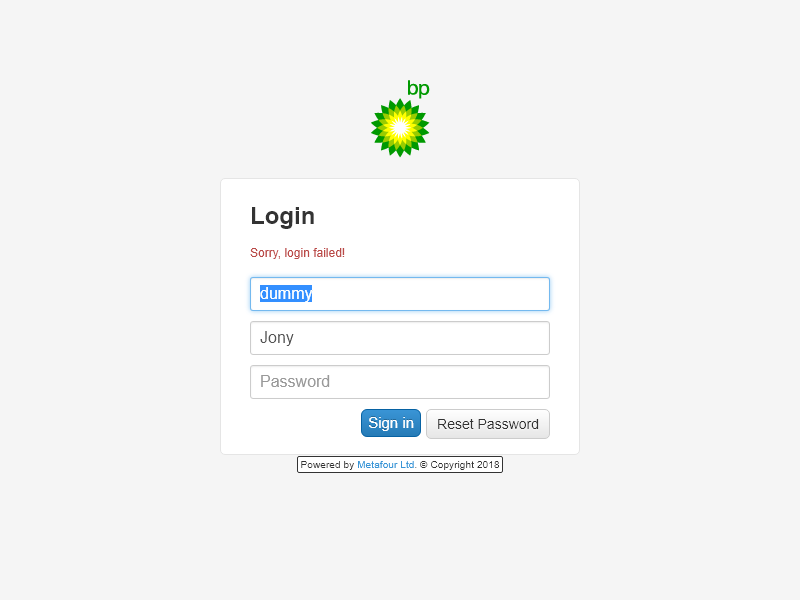 bp
Login
Sorry, login failed!
dummy
Jony
Password
Sign in
Reset Password
Powered by Metafour Ltd. © Copyright 2018